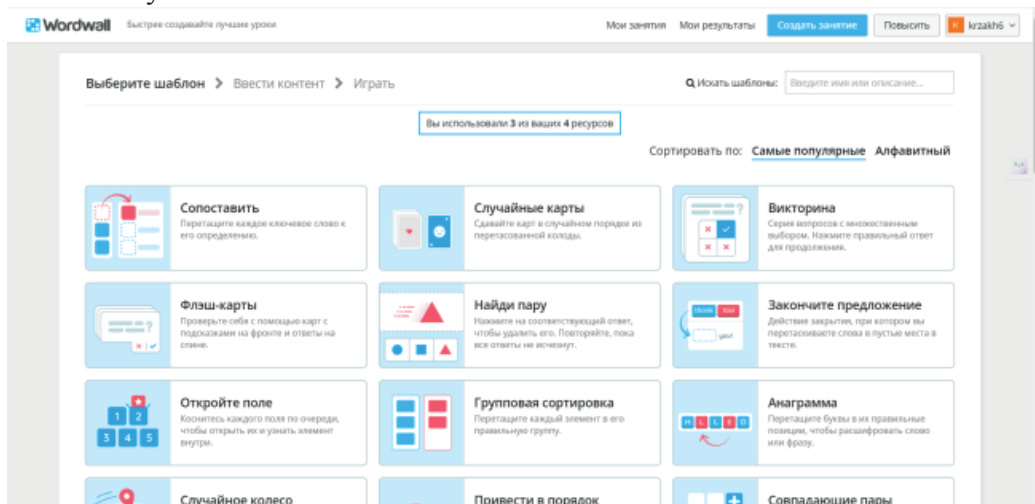 Wordwall Быстрее создавайте лучшие уроки Мои занятия Мои результаты Создать занятие Повысить K krzakh6
Выберите шаблон > Ввести контент > Играть Искать шаблоны: Введите имя или описание...
Вы использовали 3 из ваших 4 ресурсов
Сортировать по: Самые популярные Алфавитный
Сопоставить
Перетащите каждое ключевое слово к
его определению.
Случайные карты
Сдавайте карт в случайном порядке из
перетасованной колоды.
Викторина
Серия вопросов с множественным
выбором. Нажмите правильный ответ
для продолжения.
Флэш-карты
Проверьте себя с помощью карт с
подсказками на фронте и ответы на
спине.
Найди пару
Нажмите на соответствующий ответ,
чтобы удалить его. Повторяйте, пока
все ответы не исчезнут.
Закончите предложение
Действие закрытия, при котором вы
перетаскиваете слова в пустые места в
тексте.
your
Откройте поле
Коснитесь каждого поля по очереди,
чтобы открыть их и узнать элемент
внутри.
1 2
3 4 5
Групповая сортировка
Перетащите каждый элемент в его
правильную группу.
Анаграмма
Перетащите буквы в их правильные
позиции, чтобы расшифровать слово
или фразу.
H L L E O
Случайное колесо
Привести в порядок
Совпадающие пары